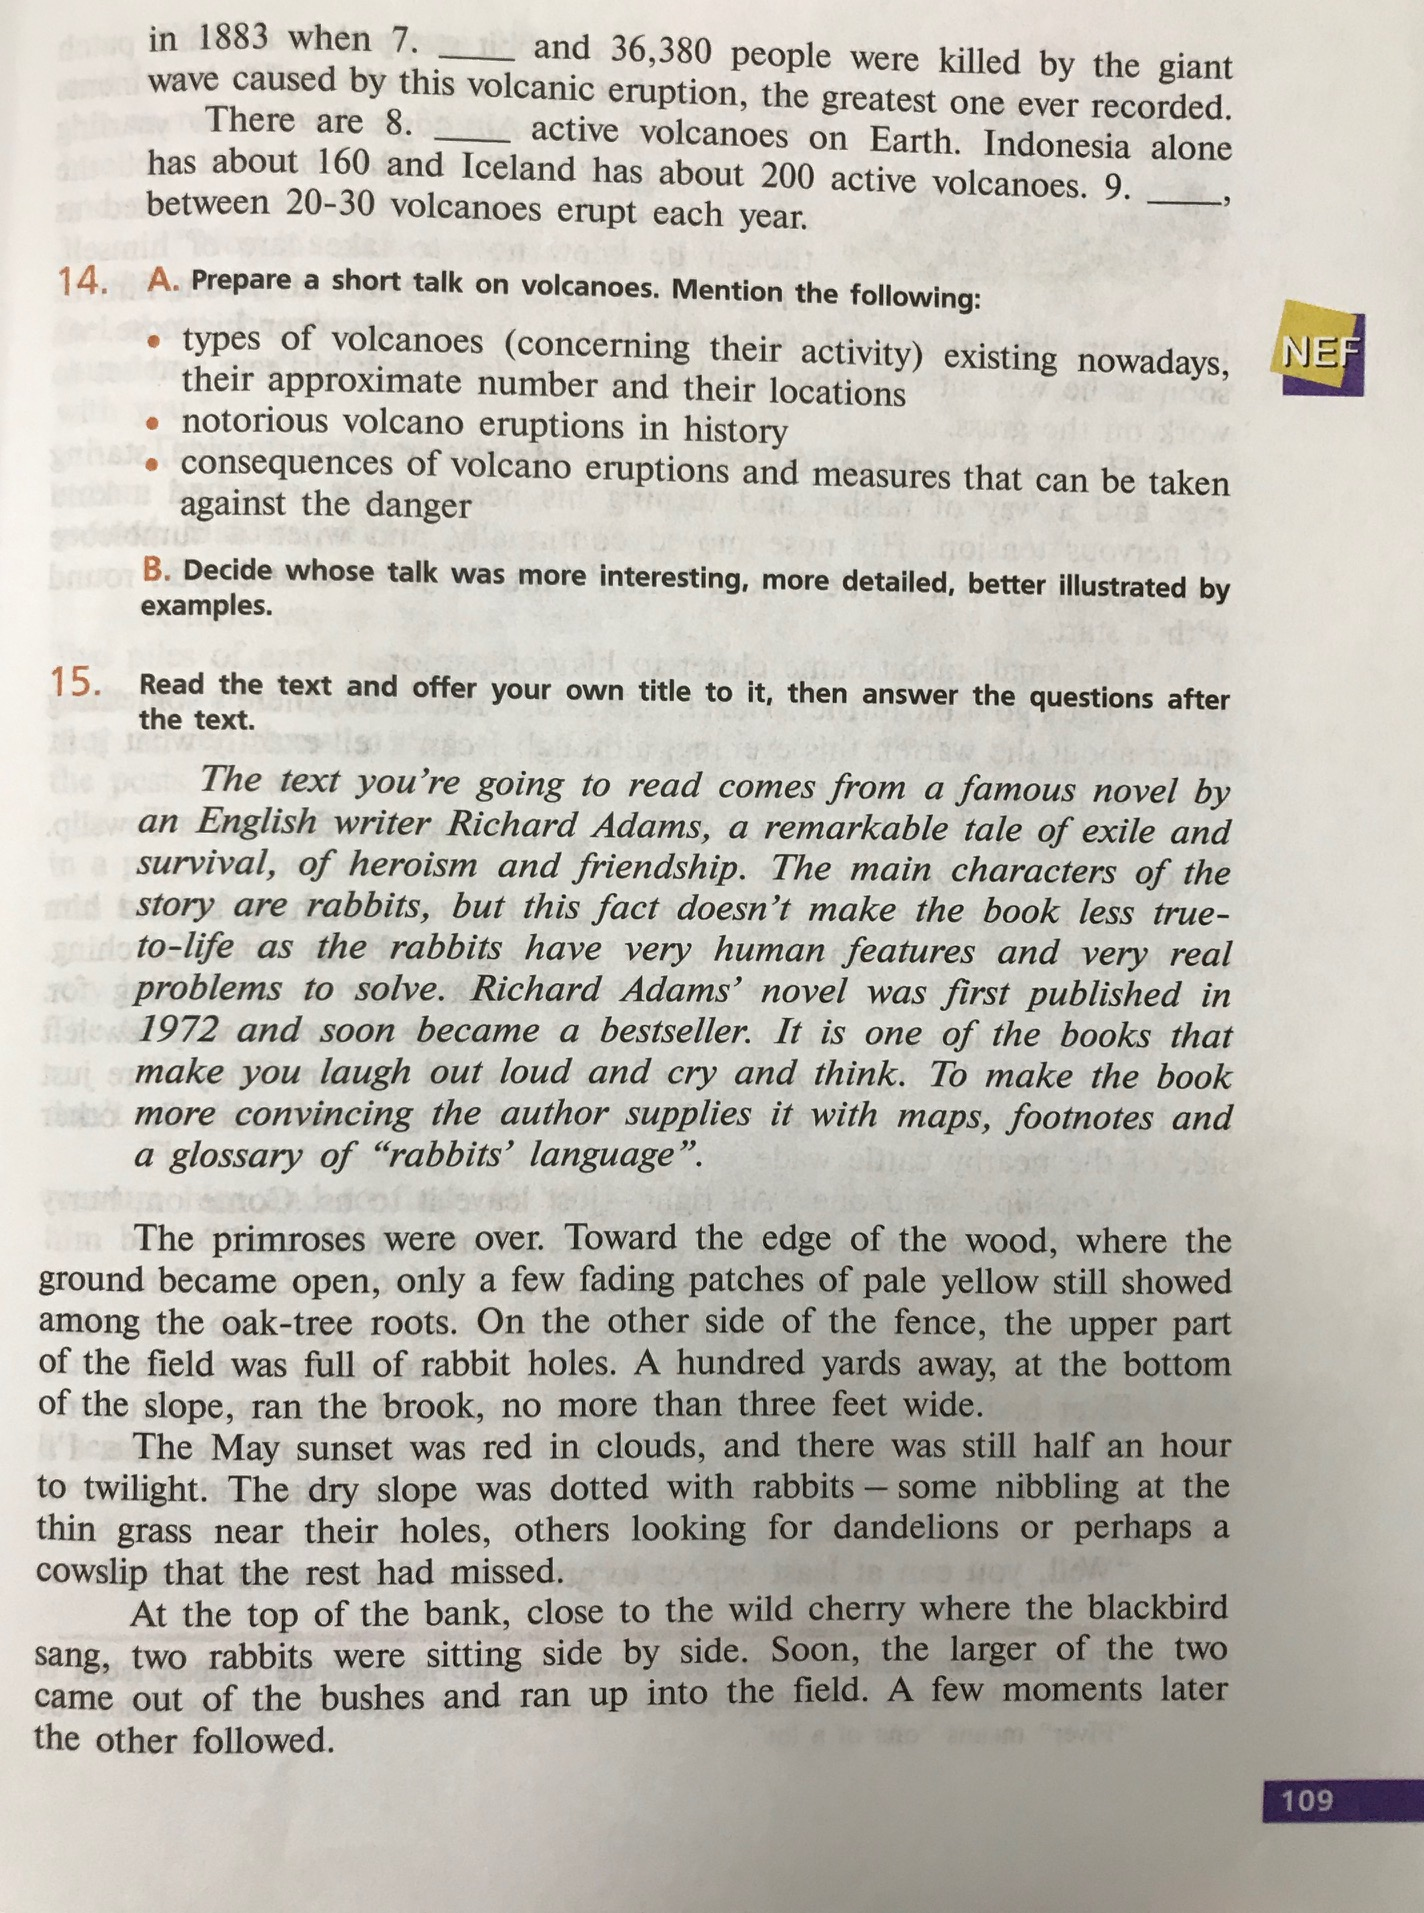 in 1883 when 7. ____ and 36,380 people were killed by the giant
wave caused by this volcanic eruption, the greatest one ever recorded.
There are 8. ____ active volcanoes on Earth. Indonesia alone
has about 160 and Iceland has about 200 active volcanoes. 9. ____,
between 20-30 volcanoes erupt each year.
14. A. Prepare a short talk on volcanoes. Mention the following:
• types of volcanoes (concerning their activity) existing nowadays,
their approximate number and their locations
• notorious volcano eruptions in history
• consequences of volcano eruptions and measures that can be taken
against the danger
NEF
B. Decide whose talk was more interesting, more detailed, better illustrated by
examples.
15. Read the text and offer your own title to it, then answer the questions after
the text.
The text you're going to read comes from a famous novel by
an English writer Richard Adams, a remarkable tale of exile and
survival, of heroism and friendship. The main characters of the
story are rabbits, but this fact doesn't make the book less true-
to-life as the rabbits have very human features and very real
problems to solve. Richard Adams' novel was first published in
1972 and soon became a bestseller. It is one of the books that
make you laugh out loud and cry and think. To make the book
more convincing the author supplies it with maps, footnotes and
a glossary of “rabbits' language”.
The primroses were over. Toward the edge of the wood, where the
ground became open, only a few fading patches of pale yellow still showed
among the oak-tree roots. On the other side of the fence, the upper part
of the field was full of rabbit holes. A hundred yards away, at the bottom
of the slope, ran the brook, no more than three feet wide.
The May sunset was red in clouds, and there was still half an hour
to twilight. The dry slope was dotted with rabbits – some nibbling at the
thin grass near their holes, others looking for dandelions or perhaps a
cowslip that the rest had missed.
At the top of the bank, close to the wild cherry where the blackbird
sang, two rabbits were sitting side by side. Soon, the larger of the two
came out of the bushes and ran up into the field. A few moments later
the other followed.
109